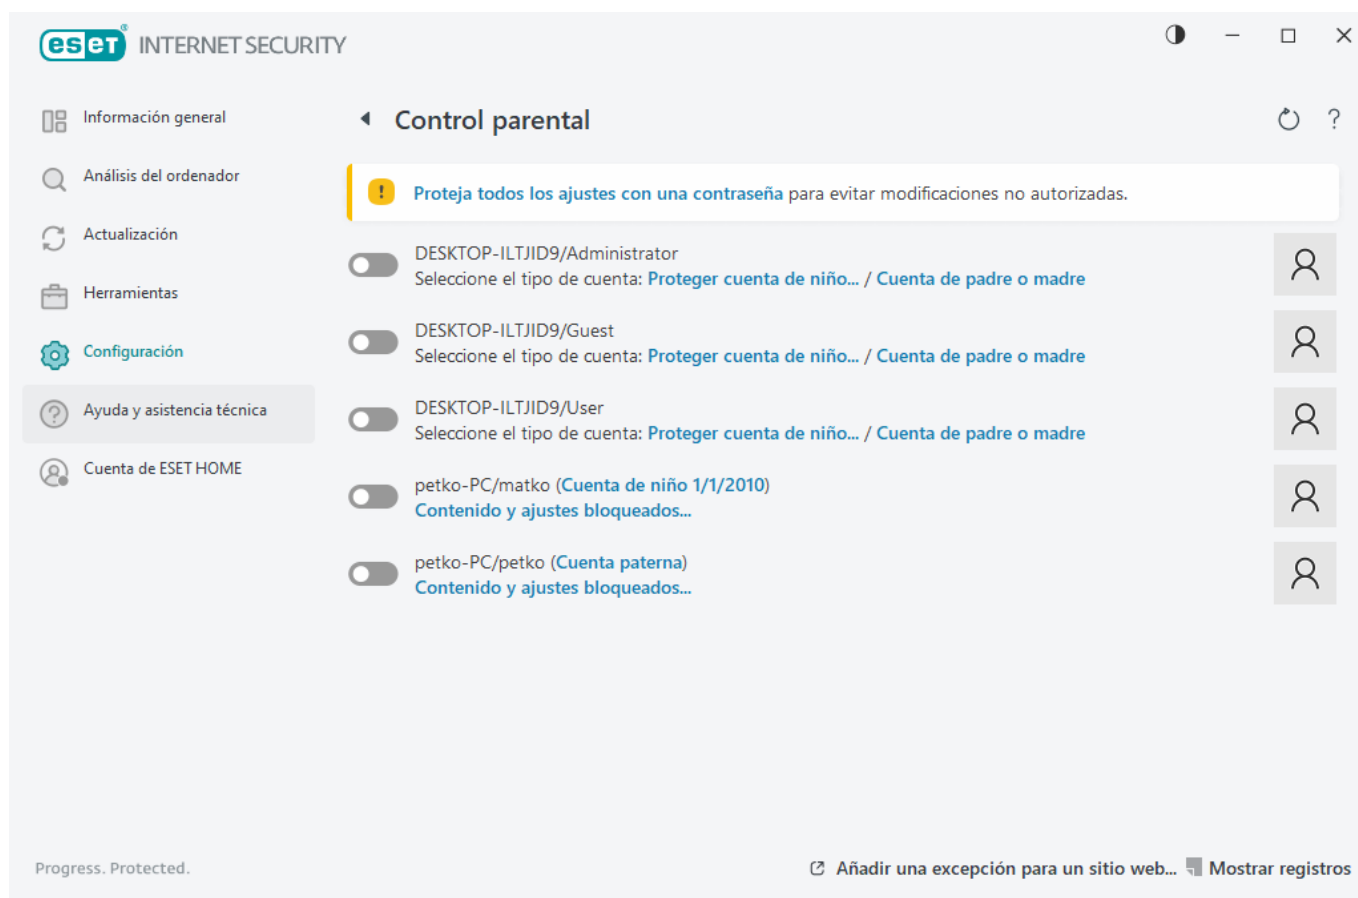 eset® INTERNET SECURITY
Información general
Análisis del ordenador
Actualización
Herramientas
Configuración
Ayuda y asistencia técnica
Cuenta de ESET HOME
Control parental
?
! Proteja todos los ajustes con una contraseña para evitar modificaciones no autorizadas.
DESKTOP-ILTJID9/Administrator
Seleccione el tipo de cuenta: Proteger cuenta de niño... / Cuenta de padre o madre
DESKTOP-ILTJID9/Guest
Seleccione el tipo de cuenta: Proteger cuenta de niño... / Cuenta de padre o madre
DESKTOP-ILTJID9/User
Seleccione el tipo de cuenta: Proteger cuenta de niño... / Cuenta de padre o madre
petko-PC/matko (Cuenta de niño 1/1/2010)
Contenido y ajustes bloqueados...
petko-PC/petko (Cuenta paterna)
Contenido y ajustes bloqueados...
Progress. Protected.
Añadir una excepción para un sitio web... Mostrar registros